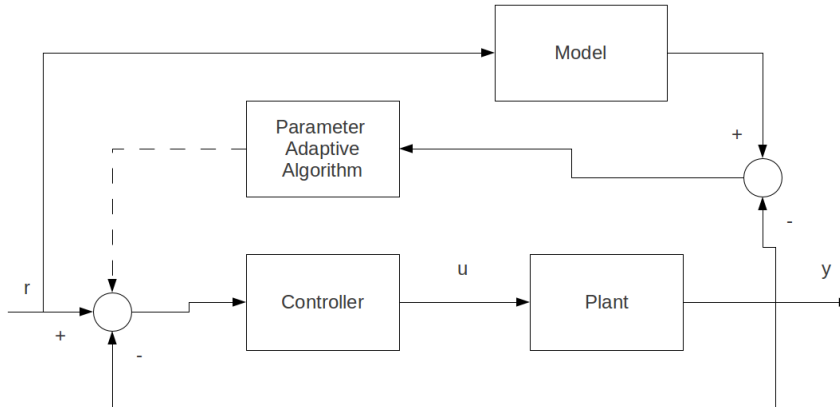 Model
Parameter
Adaptive
Algorithm
+
-
r
u
y
Controller
Plant
+
-